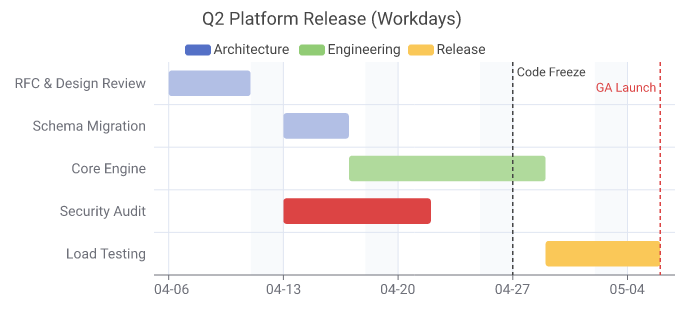 Q2 Platform Release (Workdays)
Architecture
Engineering
Release
Code Freeze
GA Launch
RFC & Design Review
Schema Migration
Core Engine
Security Audit
Load Testing
04-06
04-13
04-20
04-27
05-04